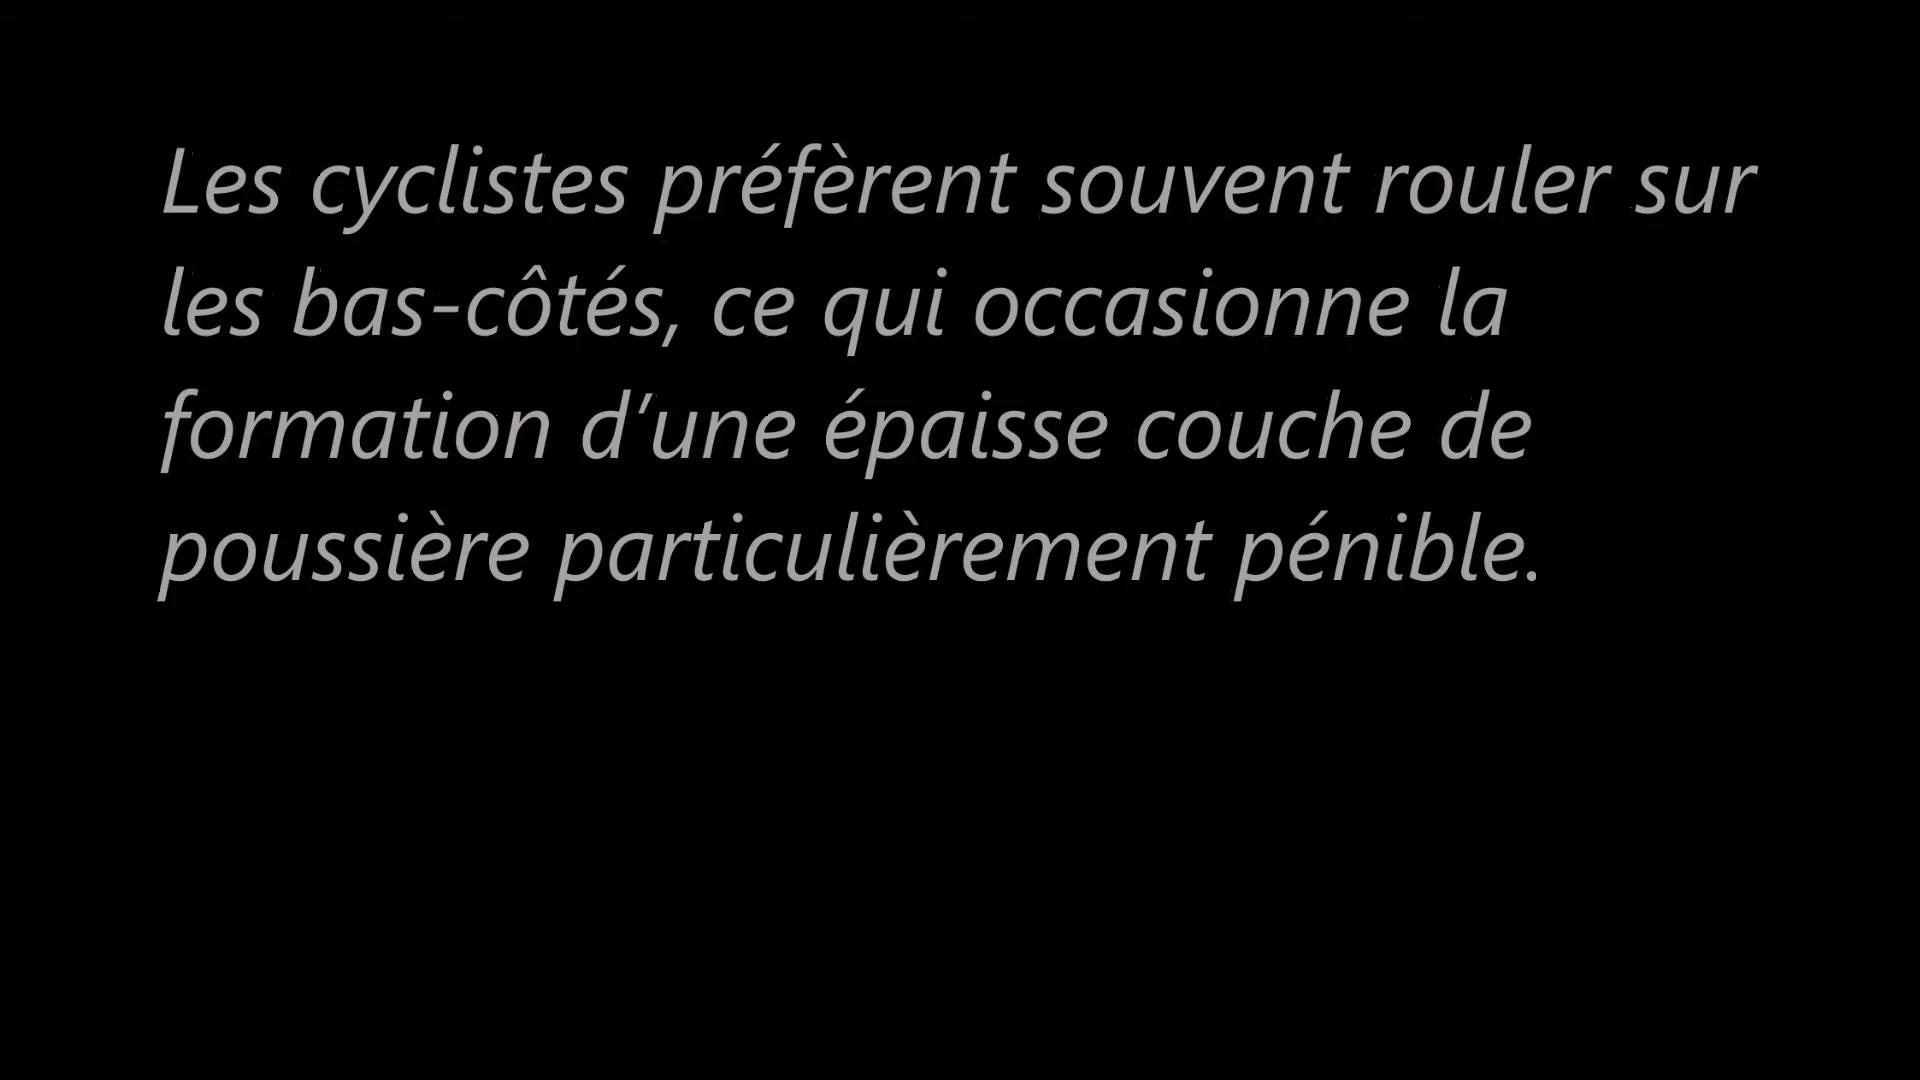 Les cyclistes préfèrent souvent rouler sur
les bas-côtés, ce qui occasionne la
formation d’une épaisse couche de
poussière particulièrement pénible.